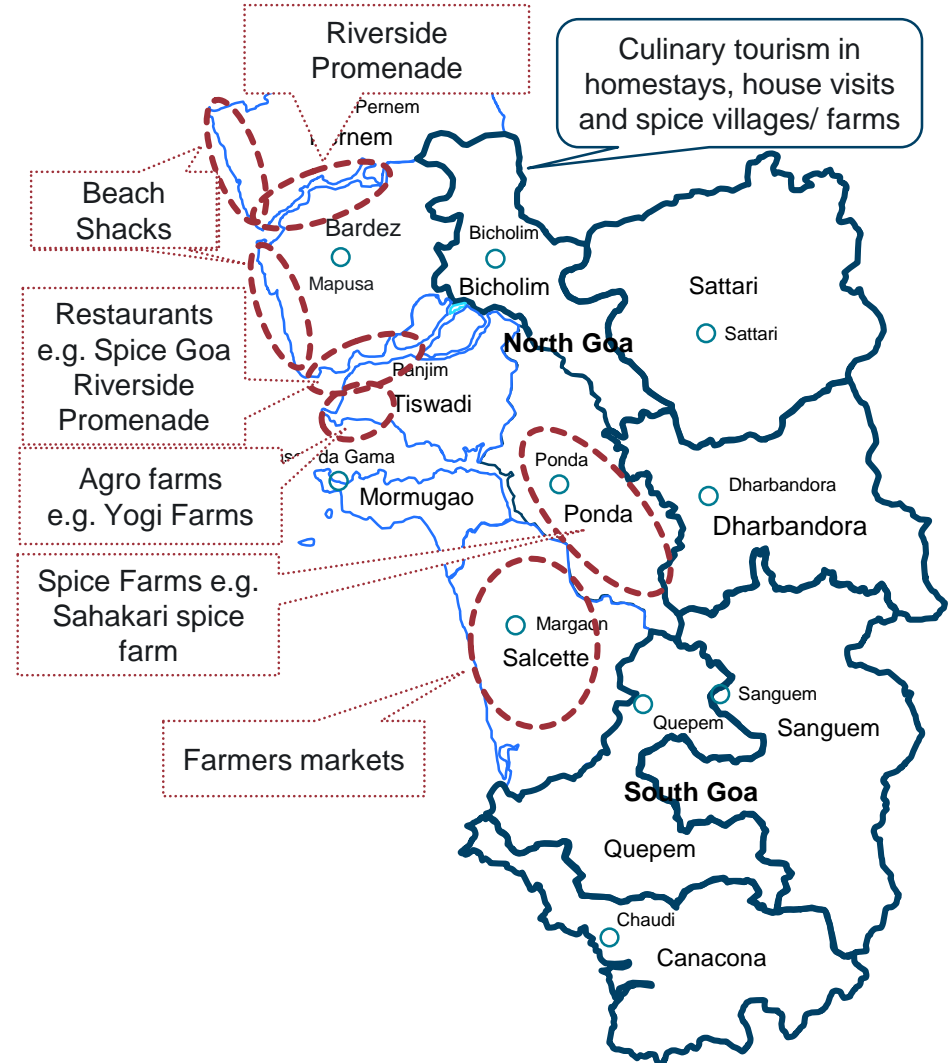 Riverside
Promenade
Culinary tourism in
homestays, house visits
and spice villages/ farms
Pernem
Beach
Shacks
Bardez
Mapusa
Bicholim
Bicholim
Sattari
Sattari
Restaurants
e.g. Spice Goa
Riverside
Promenade
North Goa
Panjim
Tiswadi
Agro farms
e.g. Yogi Farms
da Gama
Mormugao
Ponda
Ponda
Dharbandora
Dharbandora
Spice Farms e.g.
Sahakari spice
farm
Margaon
Salcette
Farmers markets
Sanguem
Sanguem
Quepem
South Goa
Quepem
Chaudi
Canacona